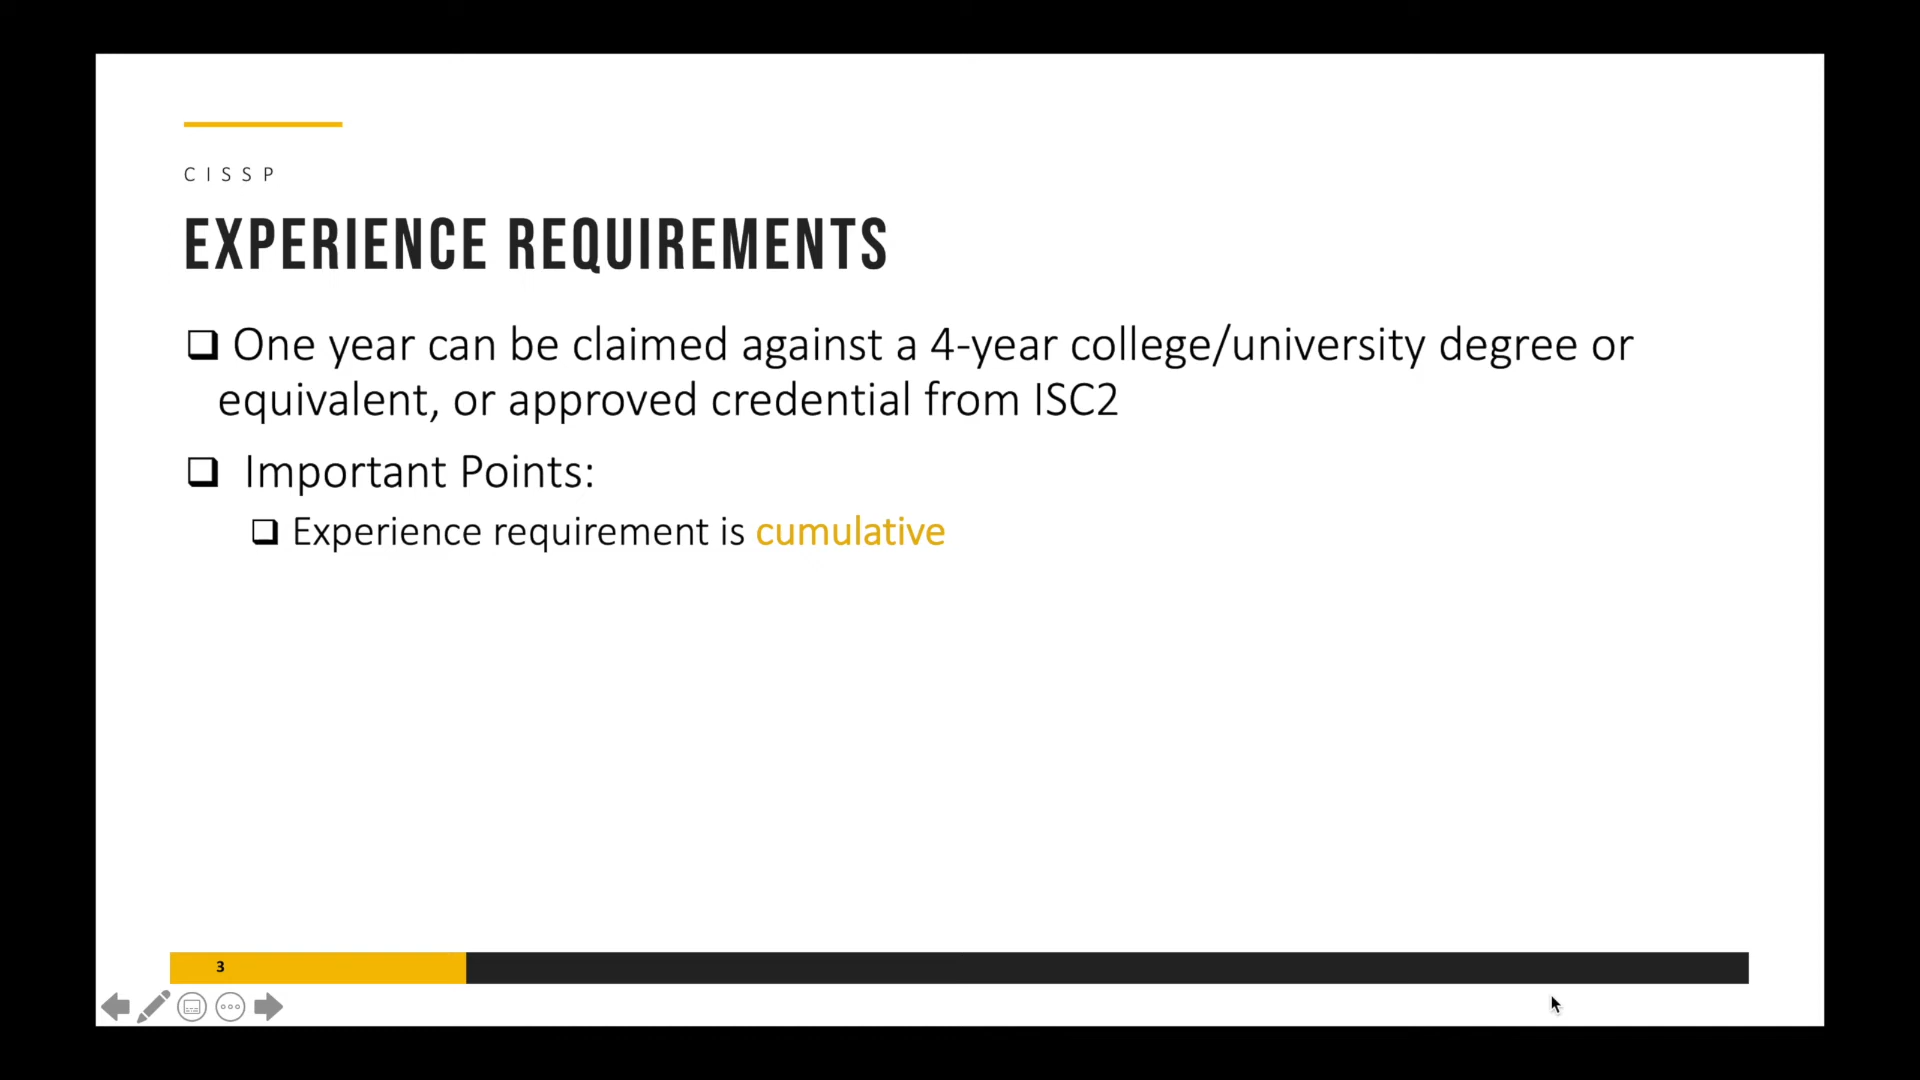 CISSP
EXPERIENCE REQUIREMENTS
One year can be claimed against a 4-year college/university degree or
equivalent, or approved credential from ISC2
Important Points:
Experience requirement is cumulative
3